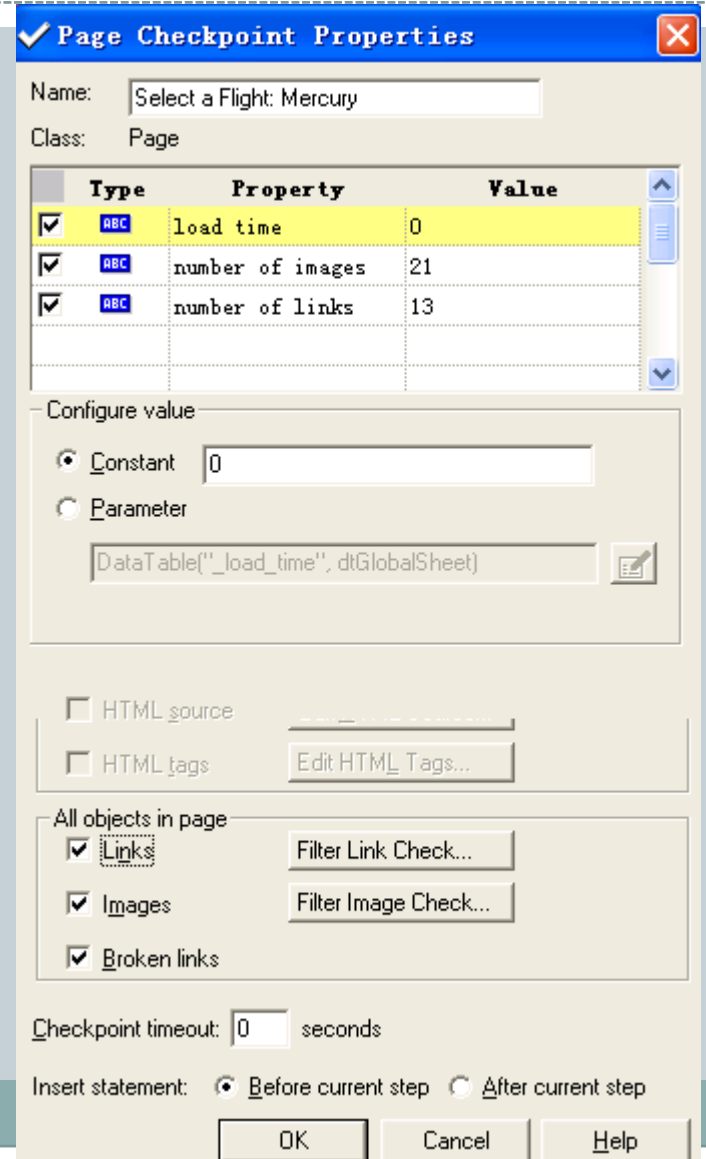 Page Checkpoint Properties
Name: Select a Flight: Mercury
Class: Page
Type Property Value
ABC load time 0
ABC number of images 21
ABC number of links 13
Configure value
Constant 0
Parameter
DataTable("_load_time", dtGlobalSheet)
HTML source
HTML tags Edit HTML Tags...
All objects in page
Links Filter Link Check...
Images Filter Image Check...
Broken links
Checkpoint timeout: 0 seconds
Insert statement: Before current step After current step
OK Cancel Help